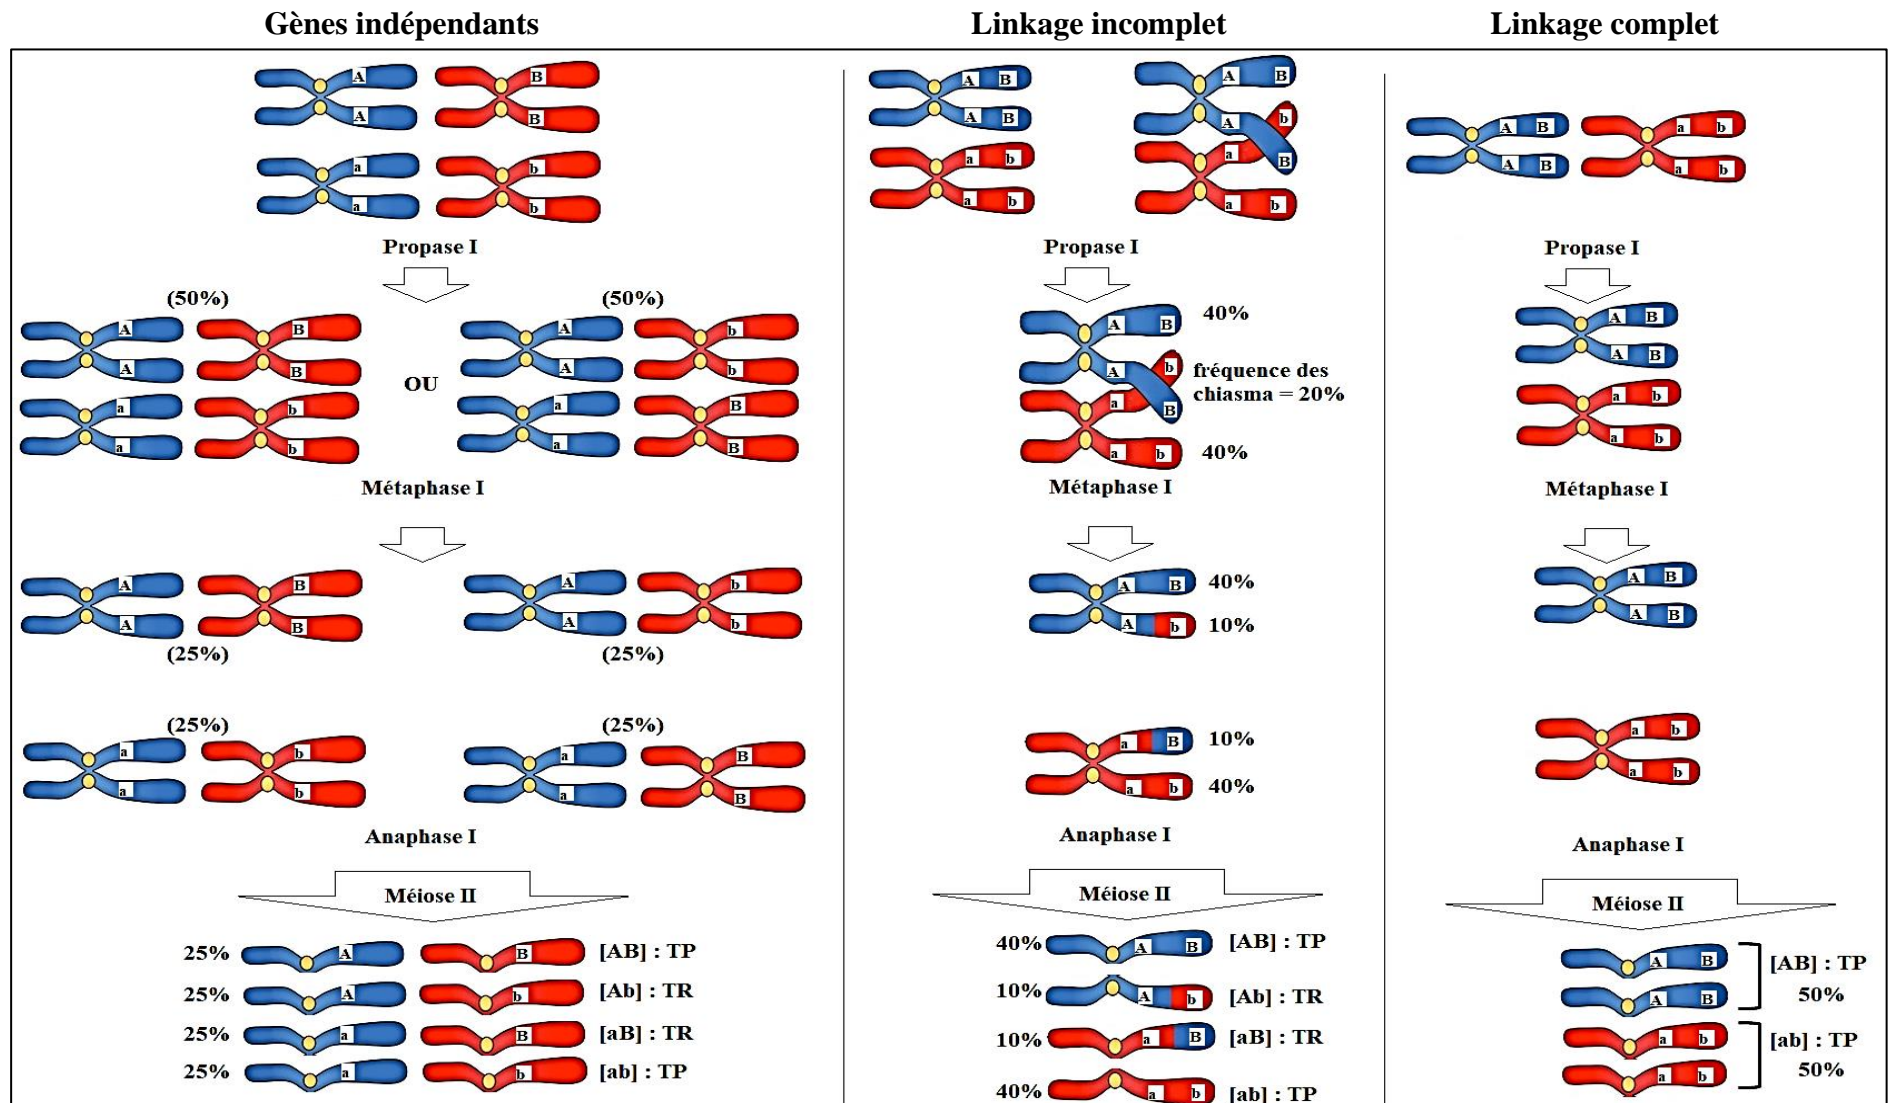 Gènes indépendants
A
B
A
B
a
b
a
b
Propase I
(50%)
(50%)
A
B
A
b
A
B
A
b
OU
a
b
a
B
a
b
a
B
Métaphase I
A
B
A
b
A
B
A
b
(25%)
(25%)
(25%)
(25%)
a
b
a
B
a
b
a
B
Anaphase I
Méiose II
25% A B [AB] : TP
25% A b [Ab] : TR
25% a B [aB] : TR
25% a b [ab] : TP
Linkage incomplet
A B
A B
A B
A b
a b
a B
a b
a b
Propase I
A B 40%
A b
fréquence des
chiasma = 20%
a B
a b 40%
Métaphase I
A B 40%
A b 10%
a B 10%
a b 40%
Anaphase I
Méiose II
40% A B [AB] : TP
10% A b [Ab] : TR
10% a B [aB] : TR
40% a b [ab] : TP
Linkage complet
A B
a b
A B
a b
Propase I
A B
A B
a b
a b
Métaphase I
A B
A B
a b
a b
Anaphase I
Méiose II
A B
[AB] : TP
A B
50%
a b
[ab] : TP
a b
50%